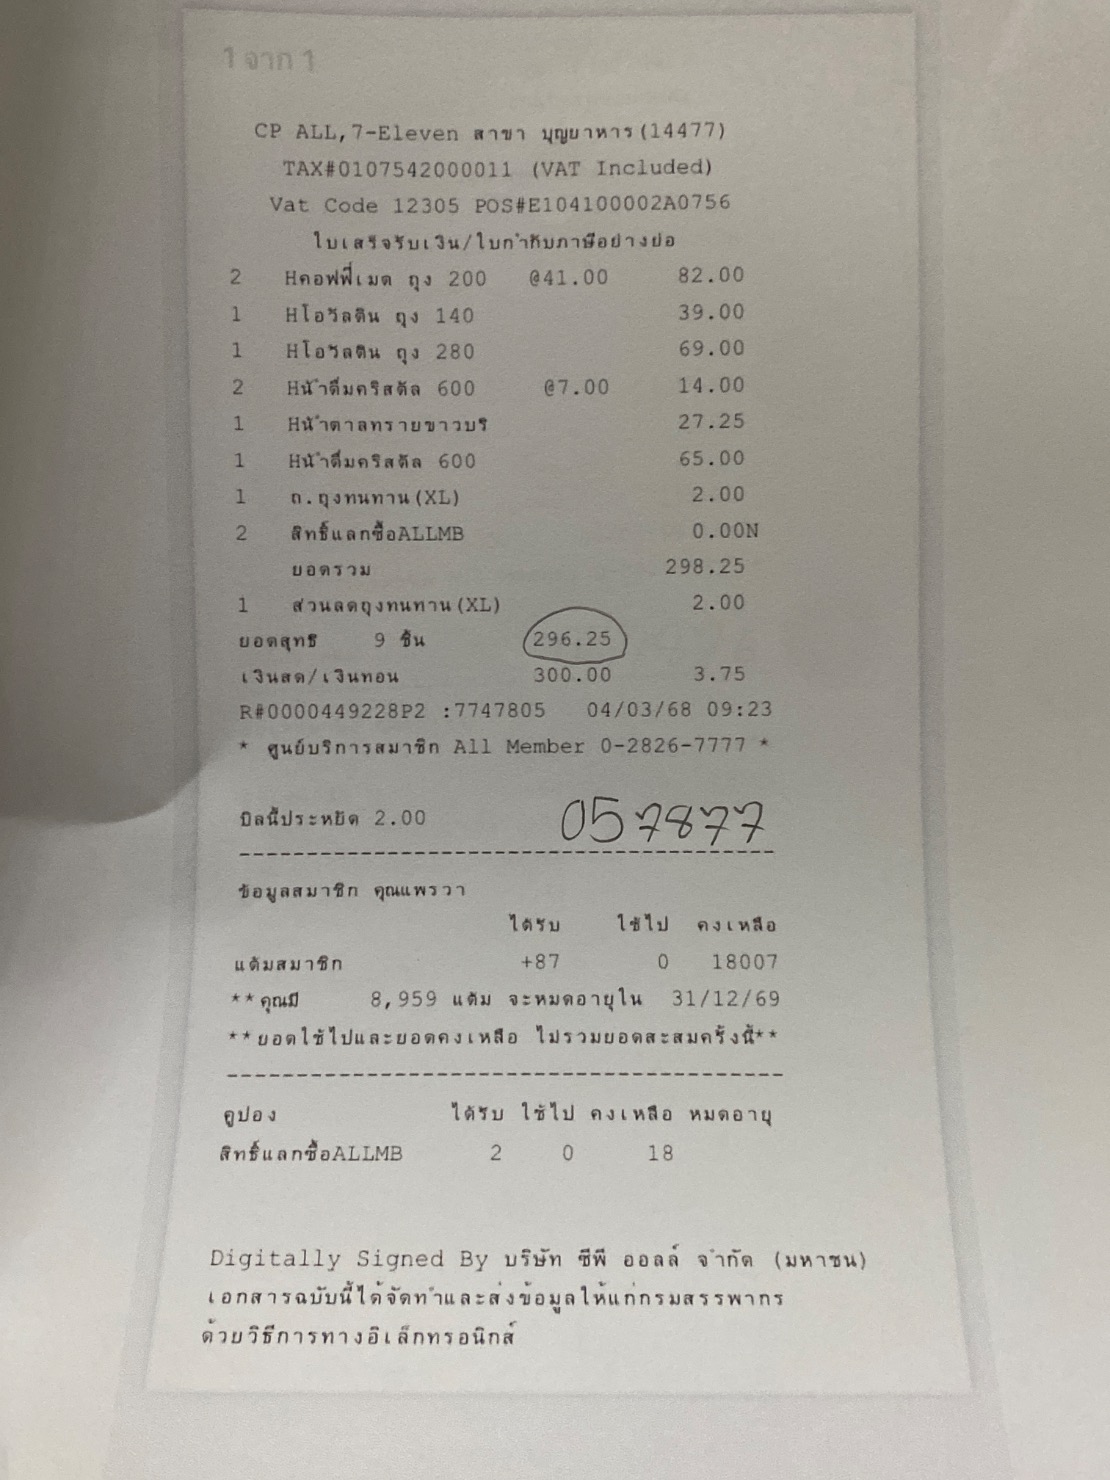 1 จาก 1
CP ALL,7-Eleven สาขา บุญยาหาร(14477)
TAX#0107542000011 (VAT Included)
Vat Code 12305 POS#E104100002A0756
ใบเสร็จรับเงิน/ใบกำกับภาษีอย่างย่อ
2 Hคอฟฟี่เมต ถุง 200 @41.00 82.00
1 Hโอวัลติน ถุง 140 39.00
1 Hโอวัลติน ถุง 280 69.00
2 Hน้ำดื่มคริสตัล 600 @7.00 14.00
1 Hน้ำตาลทรายขาวบริ 27.25
1 Hน้ำดื่มคริสตัล 600 65.00
1 ถ.ถุงทนทาน(XL) 2.00
2 สิทธิ์แลกซื้อALLMB 0.00N
ยอดรวม 298.25
1 ส่วนลดถุงทนทาน(XL) 2.00
ยอดสุทธิ 9 ชิ้น 296.25
เงินสด/เงินทอน 300.00 3.75
R#0000449228P2 :7747805 04/03/68 09:23
* ศูนย์บริการสมาชิก All Member 0-2826-7777 *
บิลนี้ประหยัด 2.00 057877
ข้อมูลสมาชิก คุณแพรวา
ได้รับ ใช้ไป คงเหลือ
แต้มสมาชิก +87 0 18007
**คุณมี 8,959 แต้ม จะหมดอายุใน 31/12/69
**ยอดใช้ไปและยอดคงเหลือ ไม่รวมยอดสะสมครั้งนี้**
คูปอง ได้รับ ใช้ไป คงเหลือ หมดอายุ
สิทธิ์แลกซื้อALLMB 2 0 18
Digitally Signed By บริษัท ซีพี ออลล์ จำกัด (มหาชน)
เอกสารฉบับนี้ได้จัดทำและส่งข้อมูลให้แก่กรมสรรพากร
ด้วยวิธีการทางอิเล็กทรอนิกส์